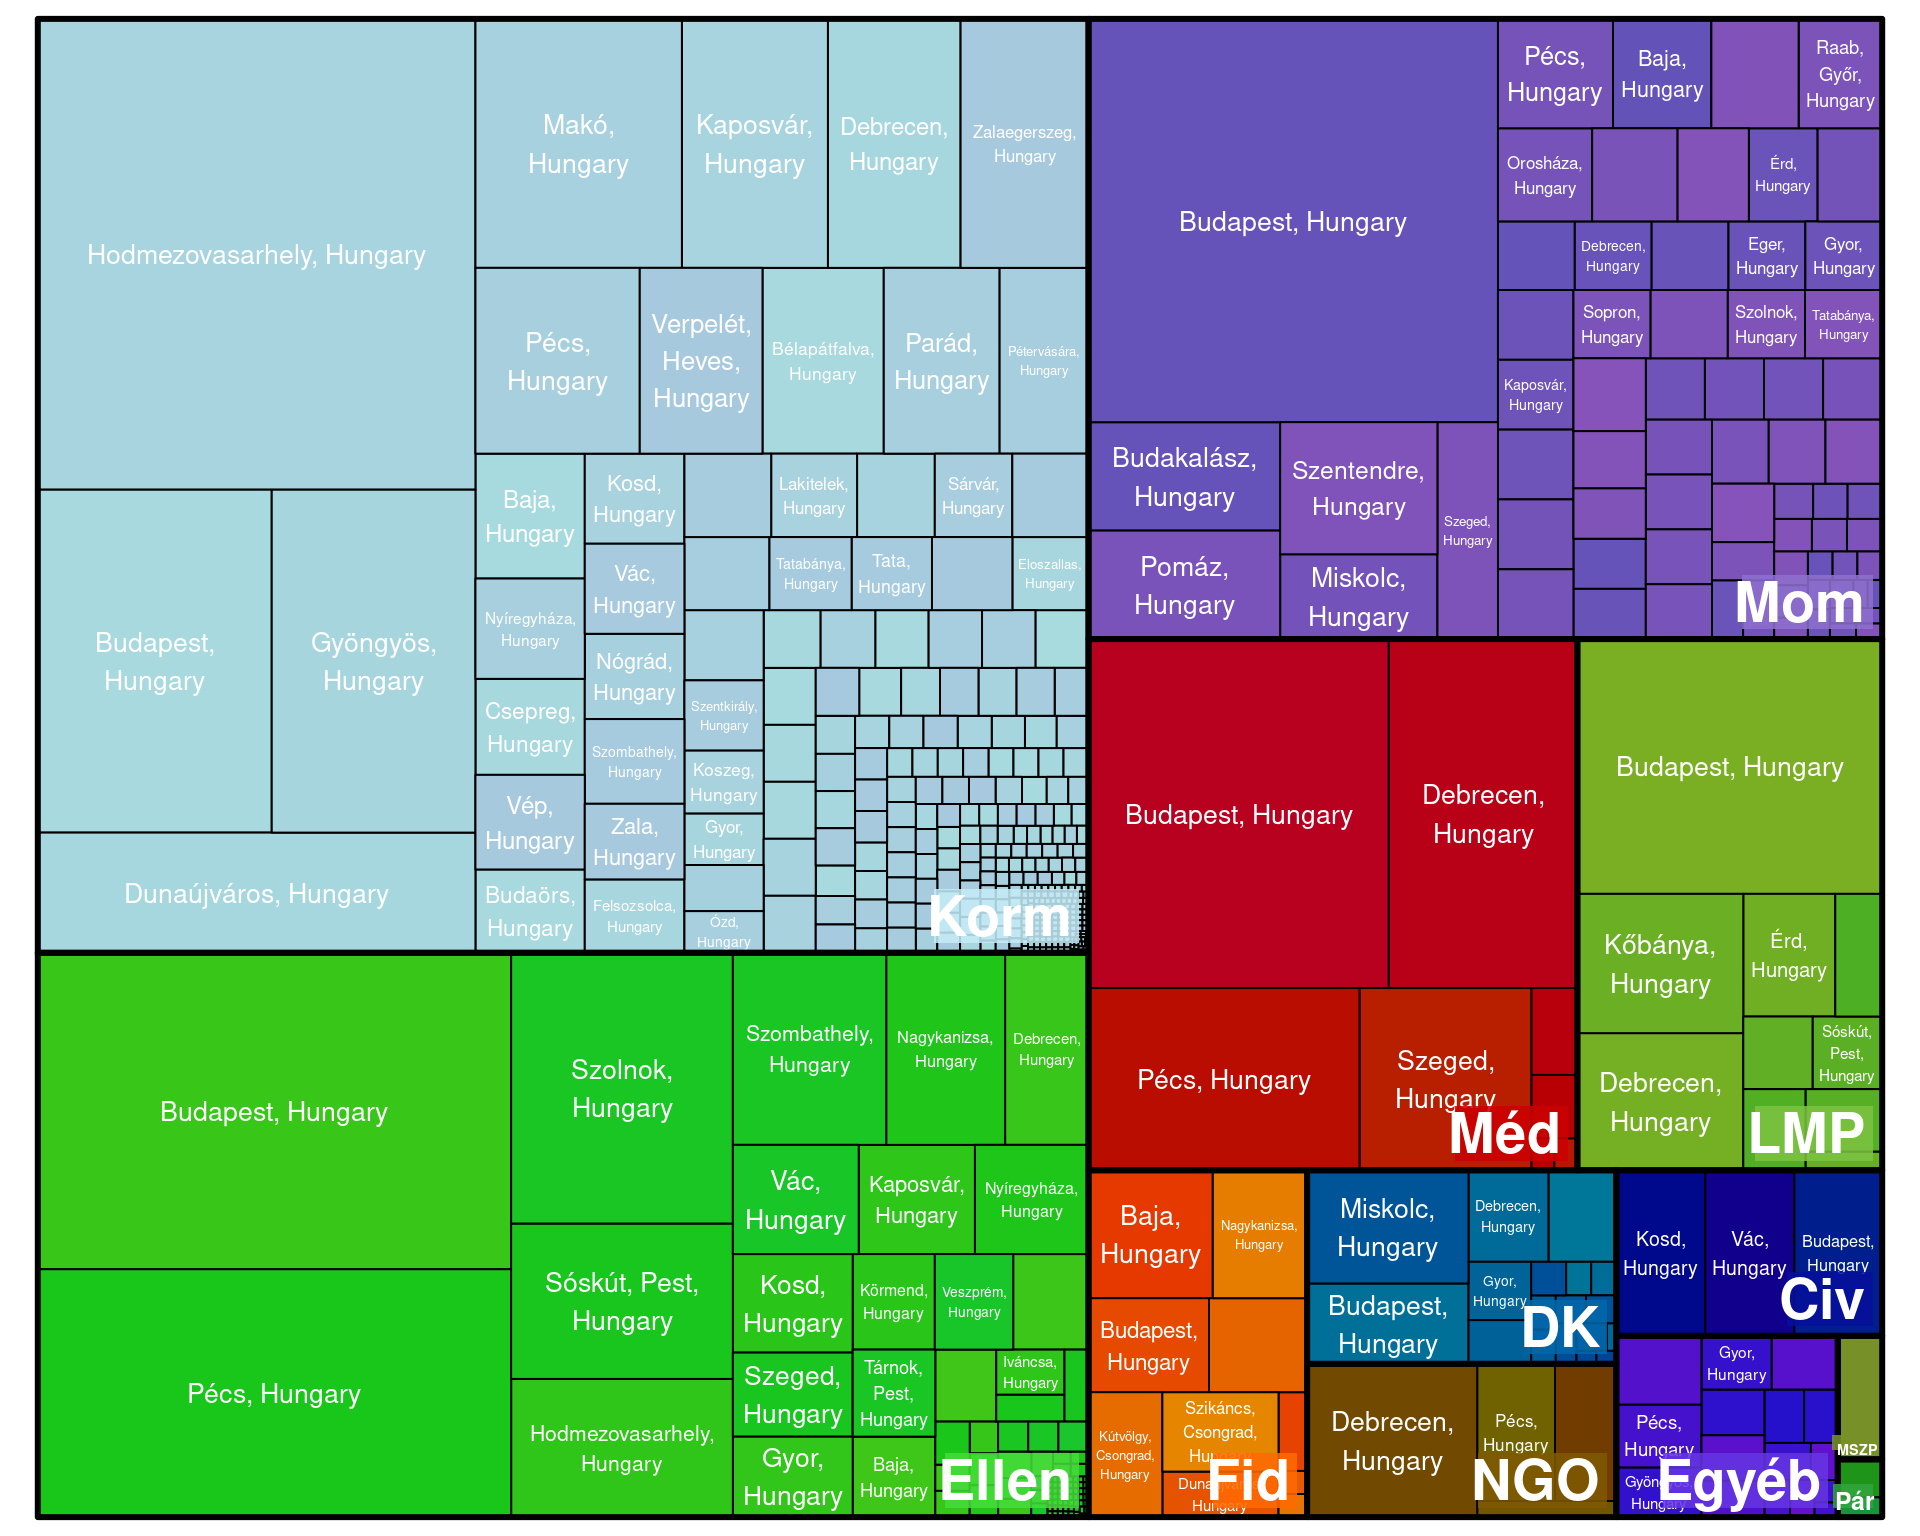 Hodmezovasarhely, Hungary
Makó,
Hungary
Kaposvár,
Hungary
Debrecen,
Hungary
Zalaegerszeg,
Hungary
Pécs,
Hungary
Verpelét,
Heves,
Hungary
Bélapátfalva,
Hungary
Parád,
Hungary
Pétervására,
Hungary
Budapest,
Hungary
Gyöngyös,
Hungary
Dunaújváros, Hungary
Baja,
Hungary
Nyíregyháza,
Hungary
Csepreg,
Hungary
Vép,
Hungary
Budaörs,
Hungary
Kosd,
Hungary
Vác,
Hungary
Nógrád,
Hungary
Szombathely,
Hungary
Zala,
Hungary
Felsozsolca,
Hungary
Lakitelek,
Hungary
Sárvár,
Hungary
Tatabánya,
Hungary
Tata,
Hungary
Eloszallas,
Hungary
Szentkirály,
Hungary
Koszeg,
Hungary
Gyor,
Hungary
Ózd,
Hungary
Korm
Budapest, Hungary
Pécs,
Hungary
Baja,
Hungary
Raab,
Győr,
Hungary
Orosháza,
Hungary
Érd,
Hungary
Debrecen,
Hungary
Eger,
Hungary
Gyor,
Hungary
Sopron,
Hungary
Szolnok,
Hungary
Tatabánya,
Hungary
Kaposvár,
Hungary
Budakalász,
Hungary
Szentendre,
Hungary
Szeged,
Hungary
Pomáz,
Hungary
Miskolc,
Hungary
Mom
Budapest, Hungary
Szolnok,
Hungary
Szombathely,
Hungary
Nagykanizsa,
Hungary
Debrecen,
Hungary
Vác,
Hungary
Kaposvár,
Hungary
Nyíregyháza,
Hungary
Pécs, Hungary
Sóskút, Pest,
Hungary
Hodmezovasarhely,
Hungary
Kosd,
Hungary
Körmend,
Hungary
Veszprém,
Hungary
Szeged,
Hungary
Tárnok,
Pest,
Hungary
Iváncsa,
Hungary
Gyor,
Hungary
Baja,
Hungary
Ellen
Budapest, Hungary
Debrecen,
Hungary
Pécs, Hungary
Szeged,
Hungary
Méd
Budapest, Hungary
Kőbánya,
Hungary
Érd,
Hungary
Debrecen,
Hungary
Sóskút,
Pest,
Hungary
LMP
Baja,
Hungary
Nagykanizsa,
Hungary
Budapest,
Hungary
Kútvölgy,
Csongrad,
Hungary
Szikáncs,
Csongrad,
Hungary
Dunaújváros,
Hungary
Fid
Miskolc,
Hungary
Debrecen,
Hungary
Budapest,
Hungary
Gyor,
Hungary
DK
Debrecen,
Hungary
Pécs,
Hungary
NGO
Kosd,
Hungary
Vác,
Hungary
Budapest,
Hungary
Civ
Gyor,
Hungary
Pécs,
Hungary
Gyöngyös,
Hungary
Egyéb
MSZP
Pár